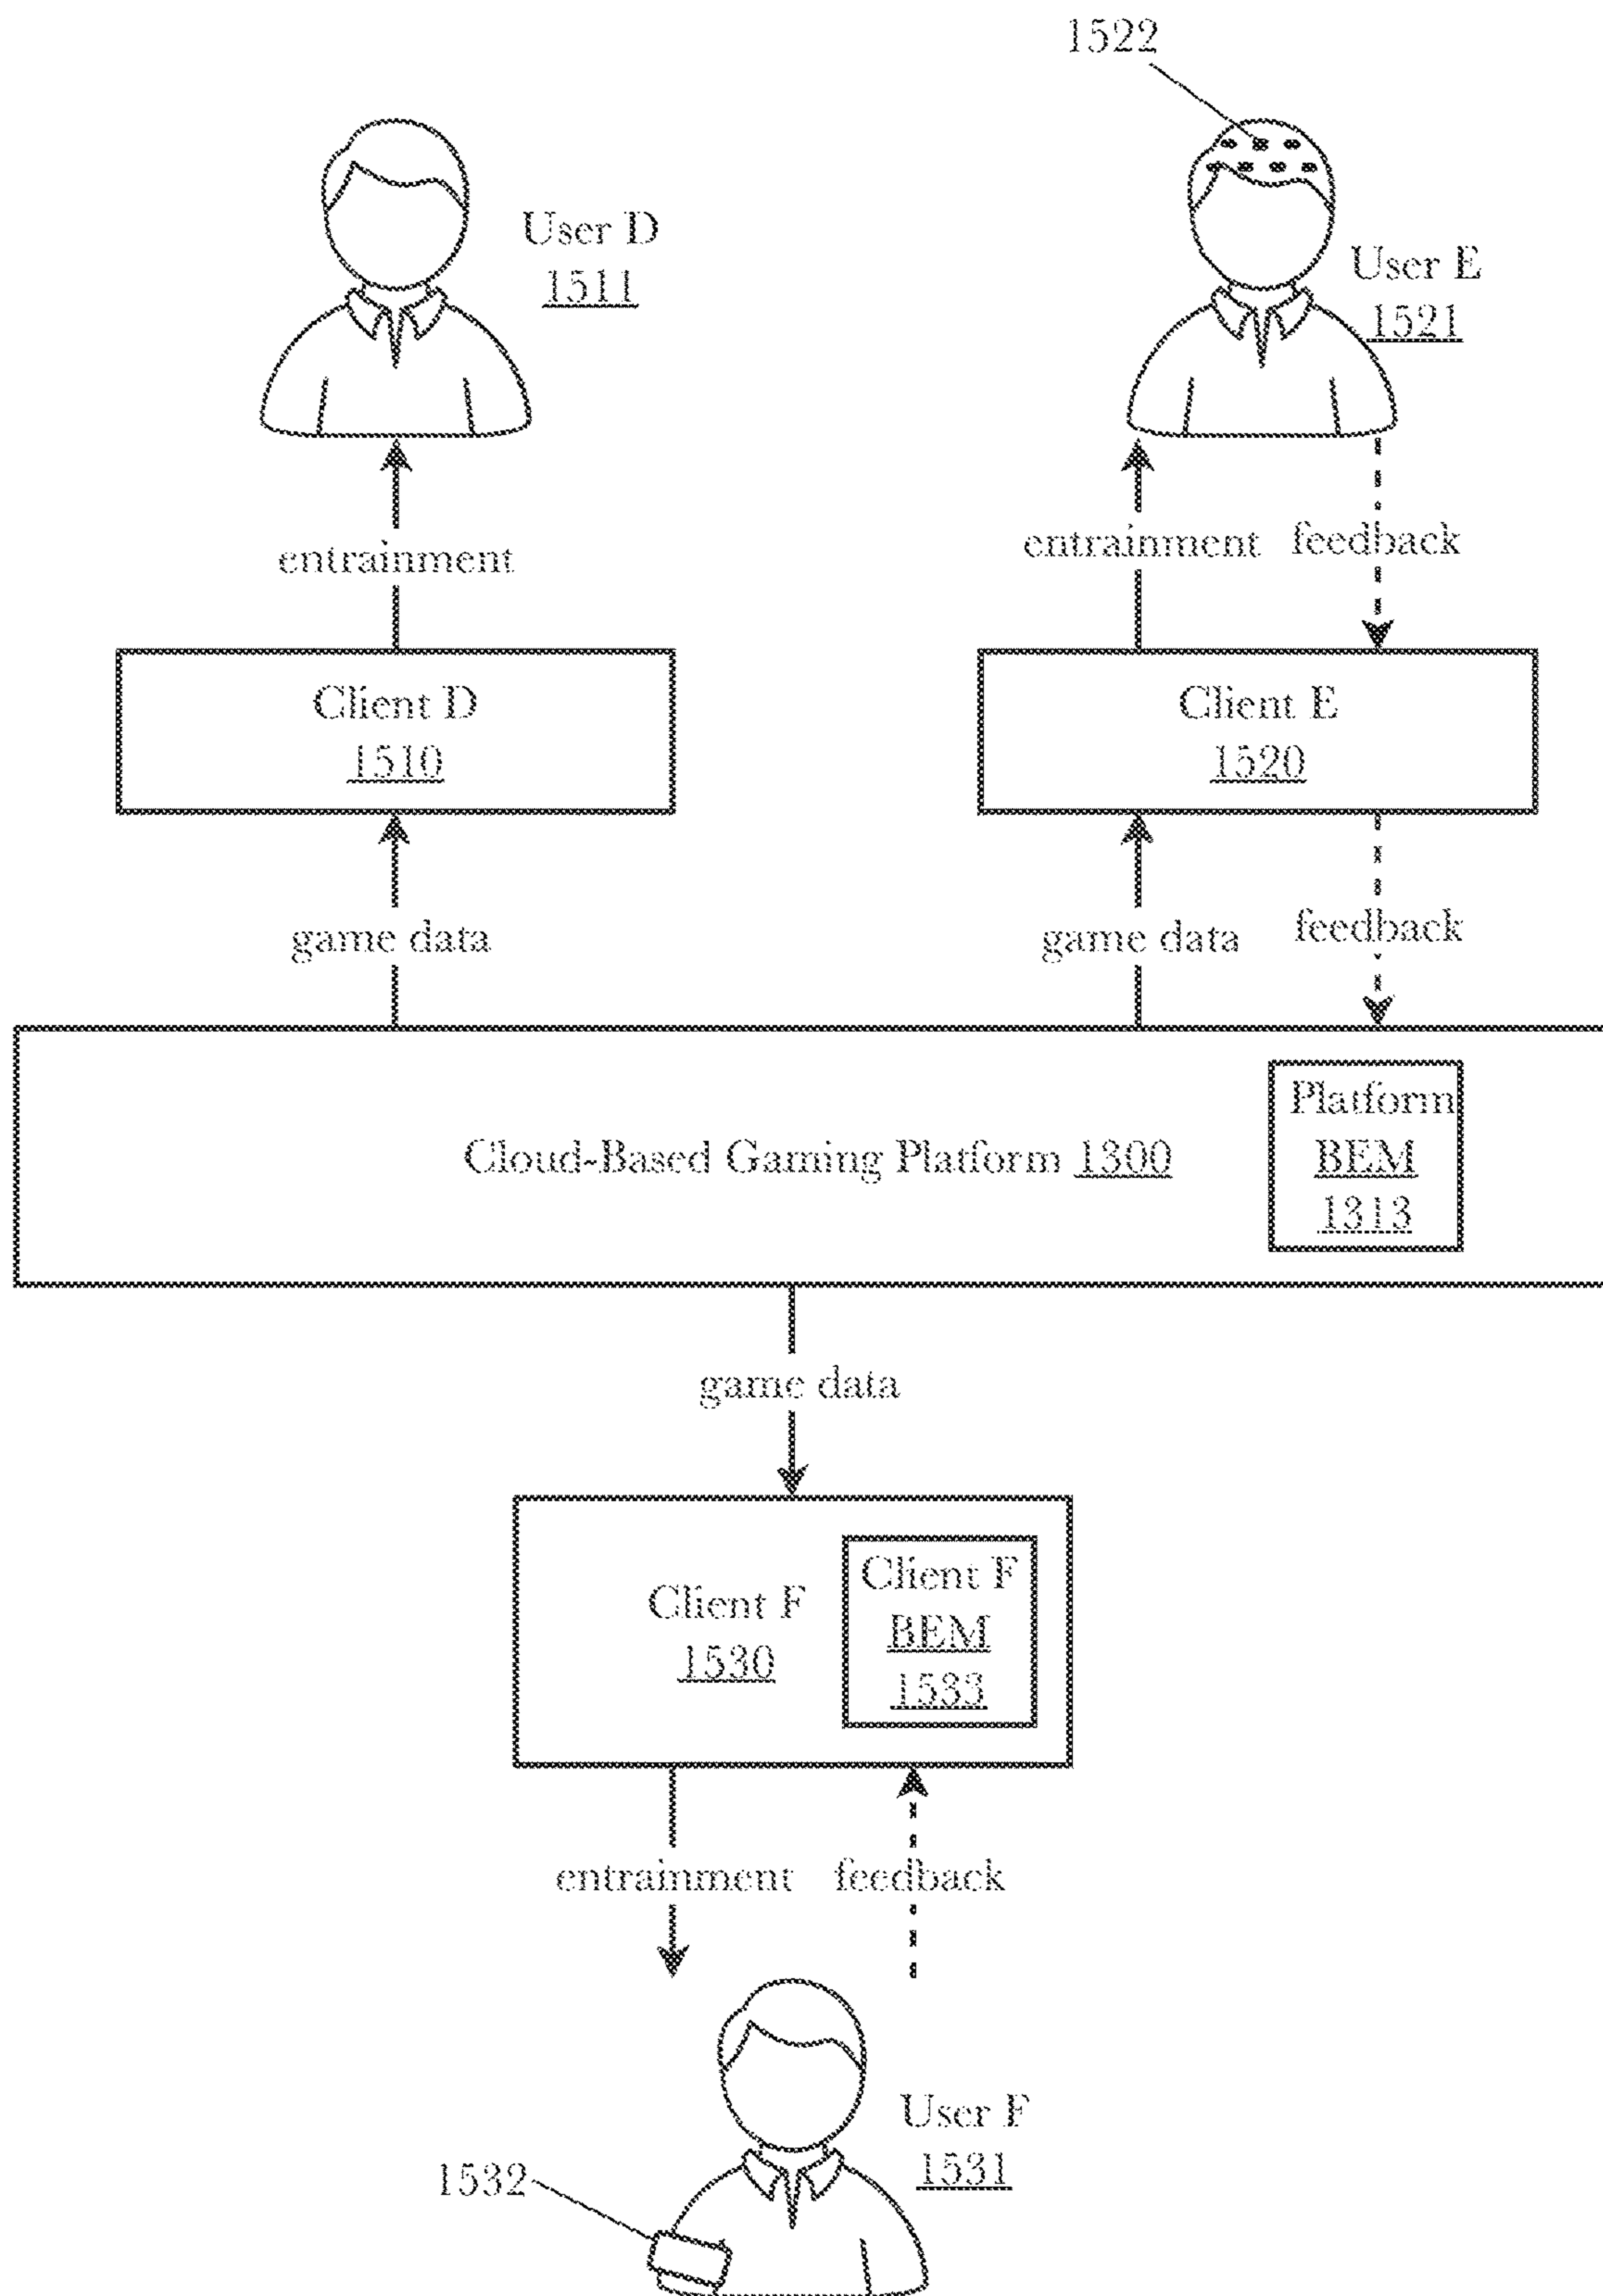 1522
User D
1511
User E
1521
entrainment
entrainment
feedback
Client D
1510
Client E
1520
game data
game data
feedback
Cloud-Based Gaming Platform 1300
Platform
BEM
1313
game data
Client F
1530
Client F
BEM
1533
entrainment
feedback
User F
1531
1532